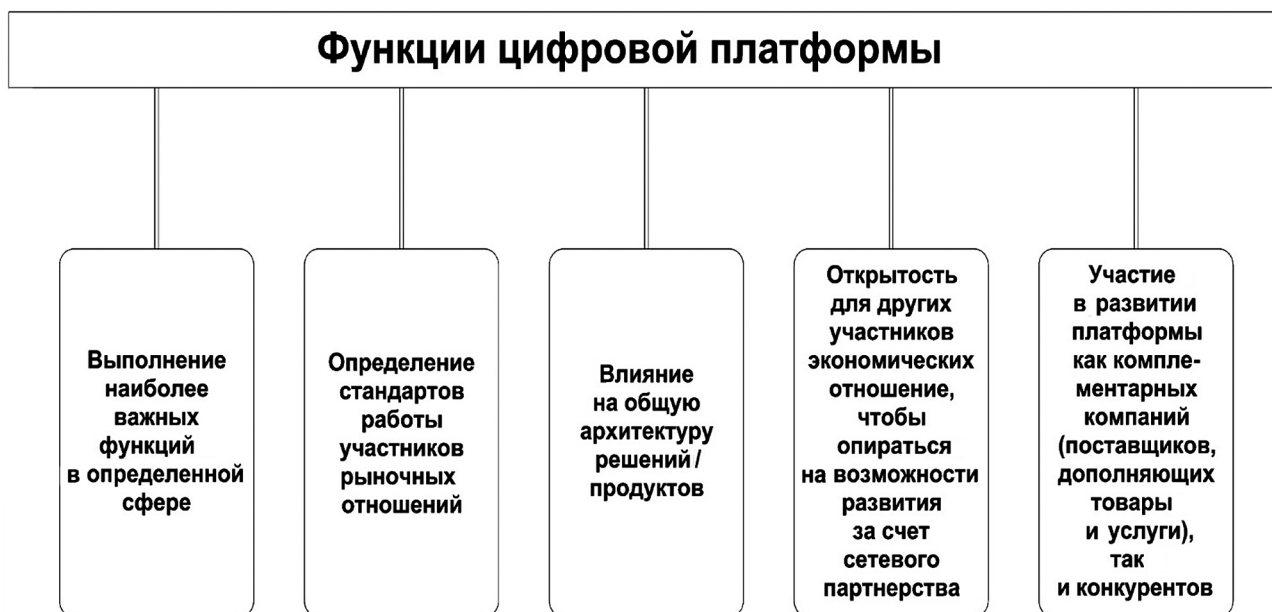 Функции цифровой платформы
Выполнение
наиболее
важных
функций
в определенной
сфере
Определение
стандартов
работы
участников
рыночных
отношений
Влияние
на общую
архитектуру
решений/
продуктов
Открытость
для других
участников
экономических
отношение,
чтобы
опираться
на возможности
развития
за счет
сетевого
партнерства
Участие
в развитии
платформы
как компле-
ментарных
компаний
(поставщиков,
дополняющих
товары
и услуги),
так
и конкурентов